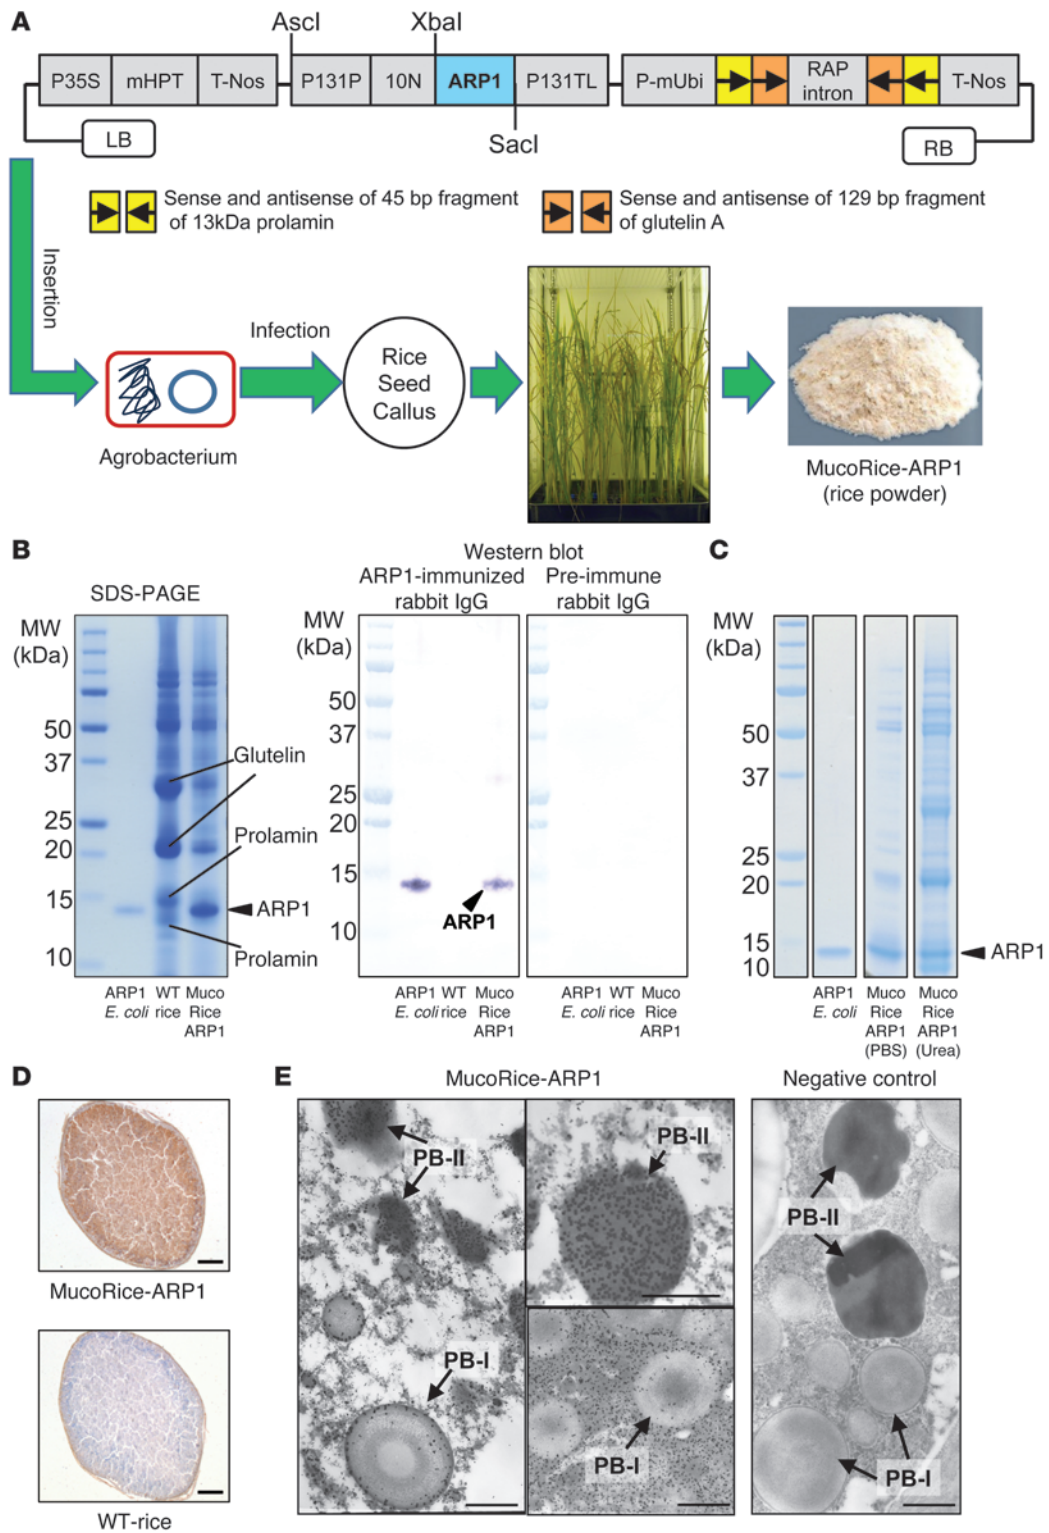 A
AscI
XbaI
P35S
mHPT
T-Nos
P131P
10N
ARP1
P131TL
P-mUbi
RAP
intron
T-Nos
LB
SacI
RB
Sense and antisense of 45 bp fragment
of 13kDa prolamin
Sense and antisense of 129 bp fragment
of glutelin A
Insertion
Infection
Rice
Seed
Callus
Agrobacterium
MucoRice-ARP1
(rice powder)
B
SDS-PAGE
MW
(kDa)
50
37
25
20
15
10
Glutelin
Prolamin
ARP1
Prolamin
ARP1
E. coli
WT
rice
Muco
Rice
ARP1
Western blot
ARP1-immunized
rabbit IgG
Pre-immune
rabbit IgG
MW
(kDa)
50
37
25
20
15
10
ARP1
ARP1
E. coli
WT
rice
Muco
Rice
ARP1
ARP1
E. coli
WT
rice
Muco
Rice
ARP1
C
MW
(kDa)
50
37
25
20
15
10
ARP1
ARP1
E. coli
Muco
Rice
ARP1
(PBS)
Muco
Rice
ARP1
(Urea)
D
MucoRice-ARP1
WT-rice
E
MucoRice-ARP1
Negative control
PB-II
PB-I
PB-II
PB-I
PB-II
PB-I